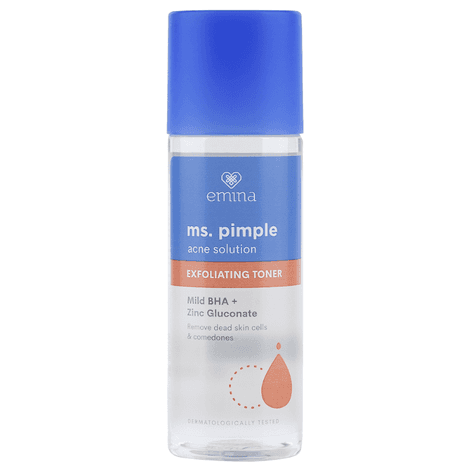 emina
ms. pimple
acne solution
EXFOLIATING TONER
Mild BHA +
Zinc Gluconate
Remove dead skin cells
& comedones
DERMATOLOGICALLY TESTED